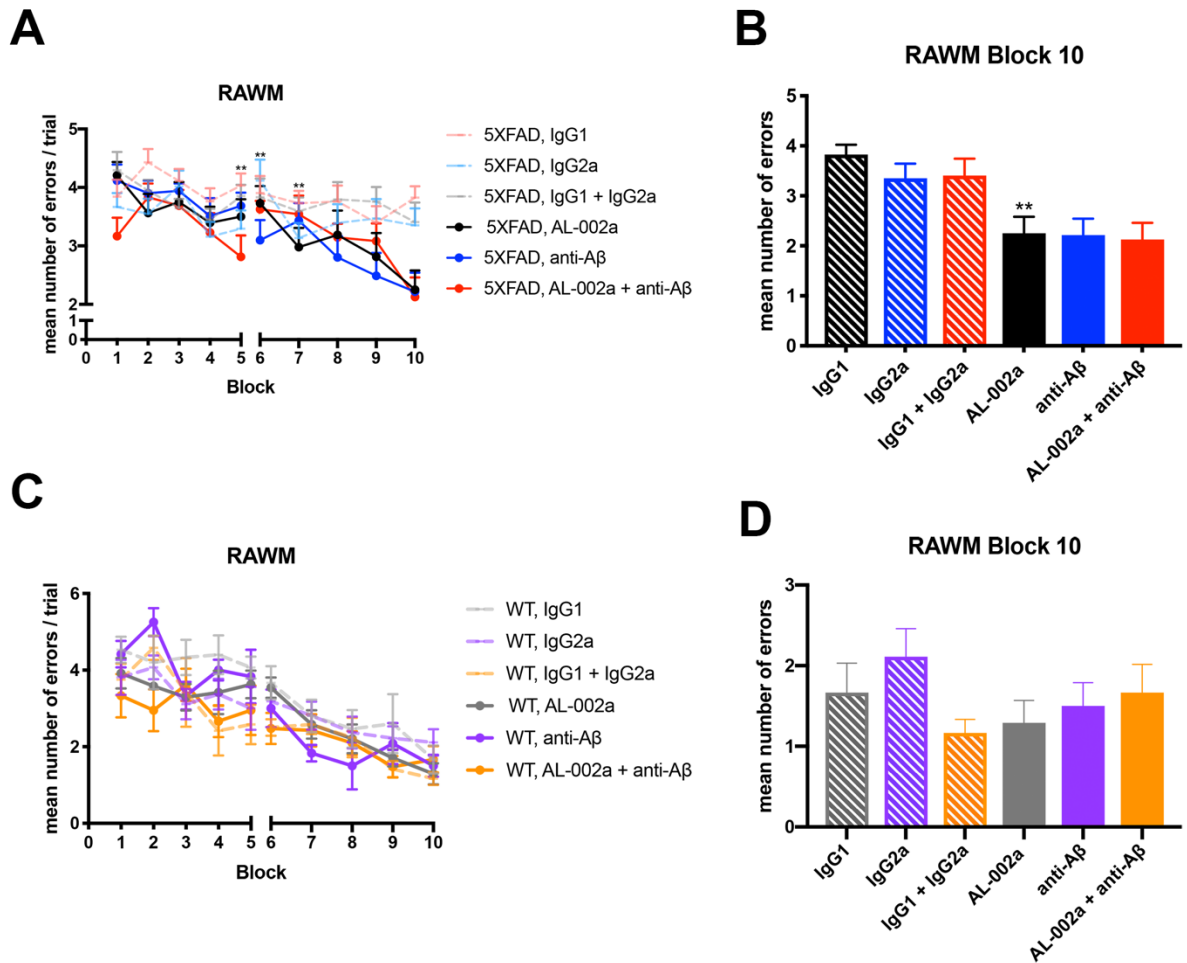 A
RAWM
mean number of errors / trial
5
4
3
2
1
0
** ** **
0 1 2 3 4 5 6 7 8 9 10
Block
5XFAD, IgG1
5XFAD, IgG2a
5XFAD, IgG1 + IgG2a
5XFAD, AL-002a
5XFAD, anti-Aβ
5XFAD, AL-002a + anti-Aβ
B
RAWM Block 10
mean number of errors
5
4
3
2
1
0
**
IgG1
IgG2a
IgG1 + IgG2a
AL-002a
anti-Aβ
AL-002a + anti-Aβ
C
RAWM
mean number of errors / trial
6
4
2
0
0 1 2 3 4 5 6 7 8 9 10
Block
WT, IgG1
WT, IgG2a
WT, IgG1 + IgG2a
WT, AL-002a
WT, anti-Aβ
WT, AL-002a + anti-Aβ
D
RAWM Block 10
mean number of errors
3
2
1
0
IgG1
IgG2a
IgG1 + IgG2a
AL-002a
anti-Aβ
AL-002a + anti-Aβ